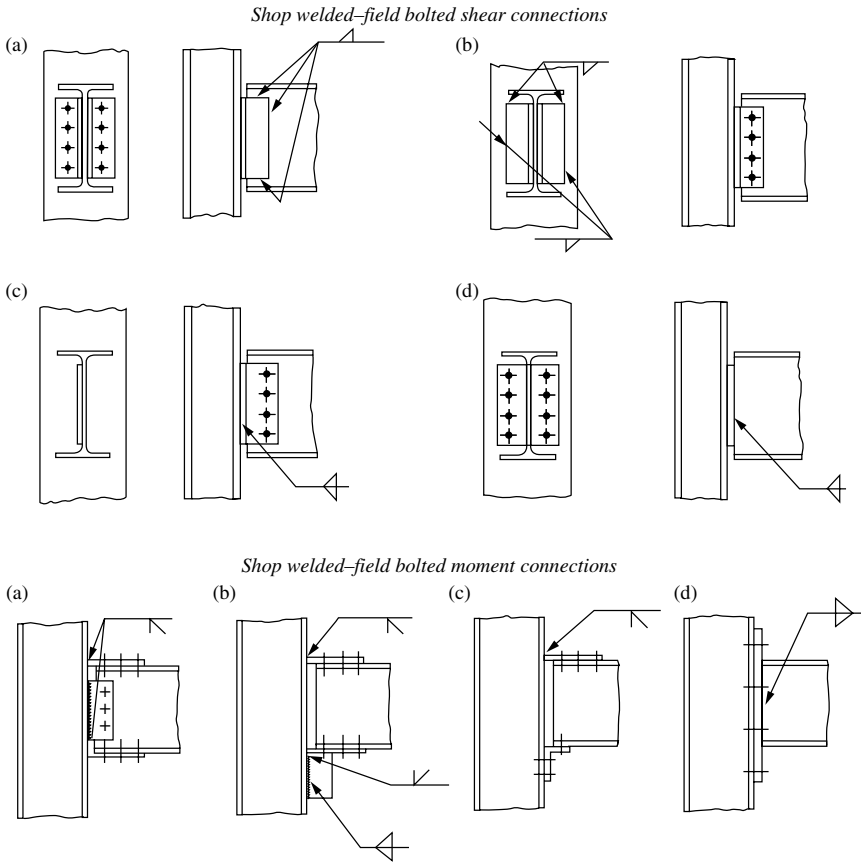 Shop welded–field bolted shear connections
(a)
(b)
(c)
(d)
Shop welded–field bolted moment connections
(a)
(b)
(c)
(d)